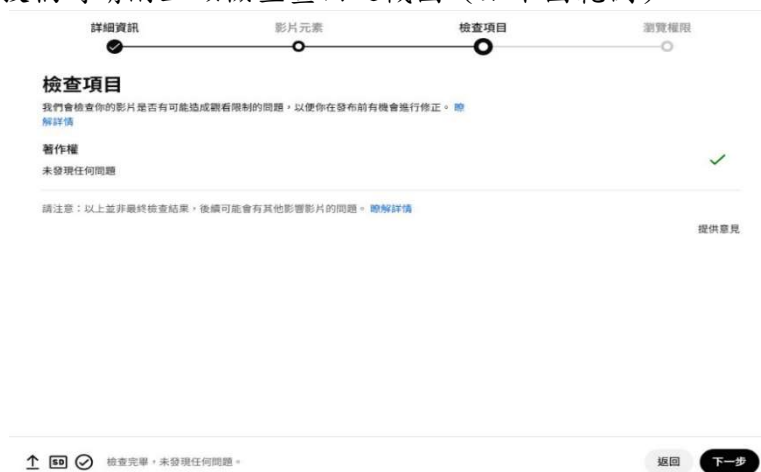 詳細資訊 影片元素 檢查項目 瀏覽權限
檢查項目
我們會檢查你的影片是否有可能造成觀看限制的問題，以便你在發布前有機會進行修正。瞭
解詳情
著作權
未發現任何問題
請注意：以上並非最終檢查結果，後續可能會有其他影響影片的問題。瞭解詳情
提供意見
SD 檢查完畢，未發現任何問題。 返回 下一步